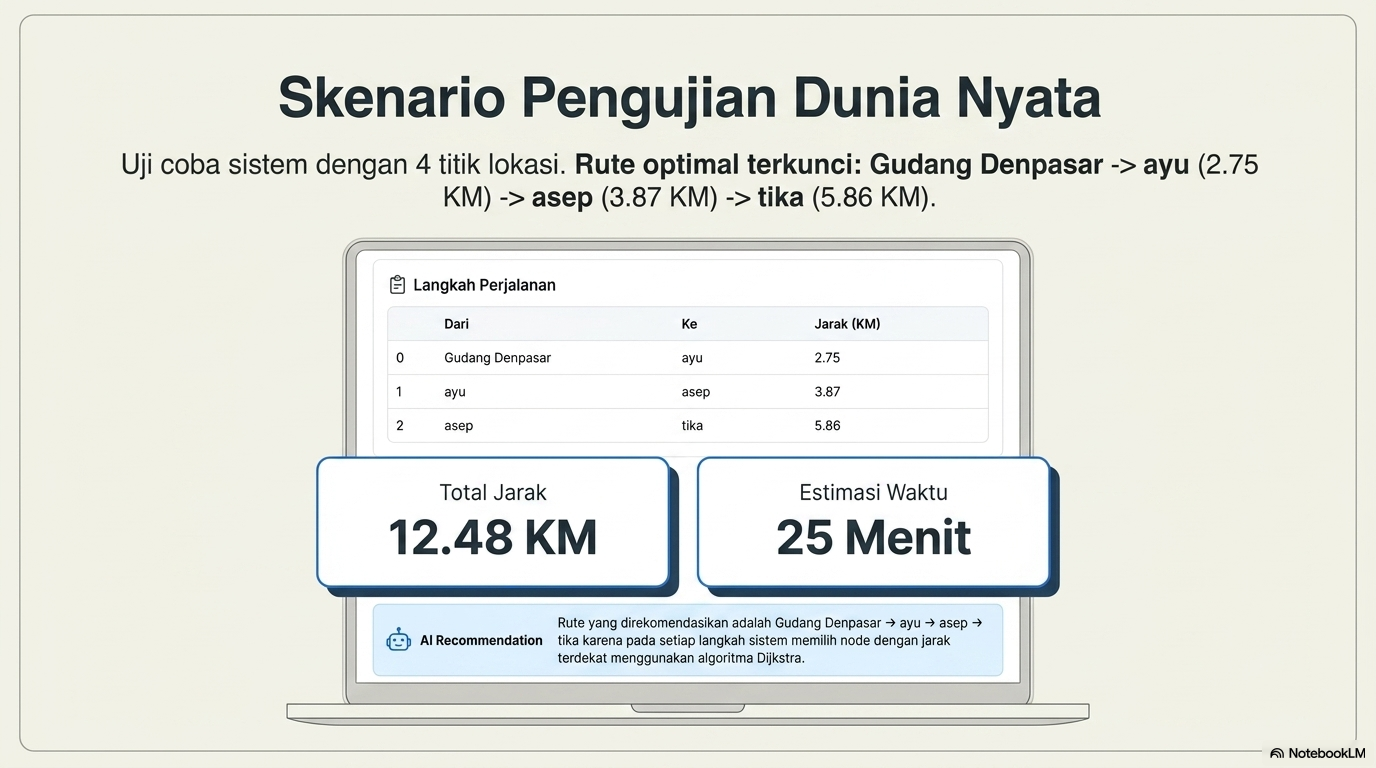 Skenario Pengujian Dunia Nyata
Uji coba sistem dengan 4 titik lokasi. Rute optimal terkunci: Gudang Denpasar -> ayu (2.75
KM) -> asep (3.87 KM) -> tika (5.86 KM).
Langkah Perjalanan
Dari Ke Jarak (KM)
0 Gudang Denpasar ayu 2.75
1 ayu asep 3.87
2 asep tika 5.86
Total Jarak
12.48 KM
Estimasi Waktu
25 Menit
AI Recommendation
Rute yang direkomendasikan adalah Gudang Denpasar → ayu → asep →
tika karena pada setiap langkah sistem memilih node dengan jarak
terdekat menggunakan algoritma Dijkstra.
NotebookLM